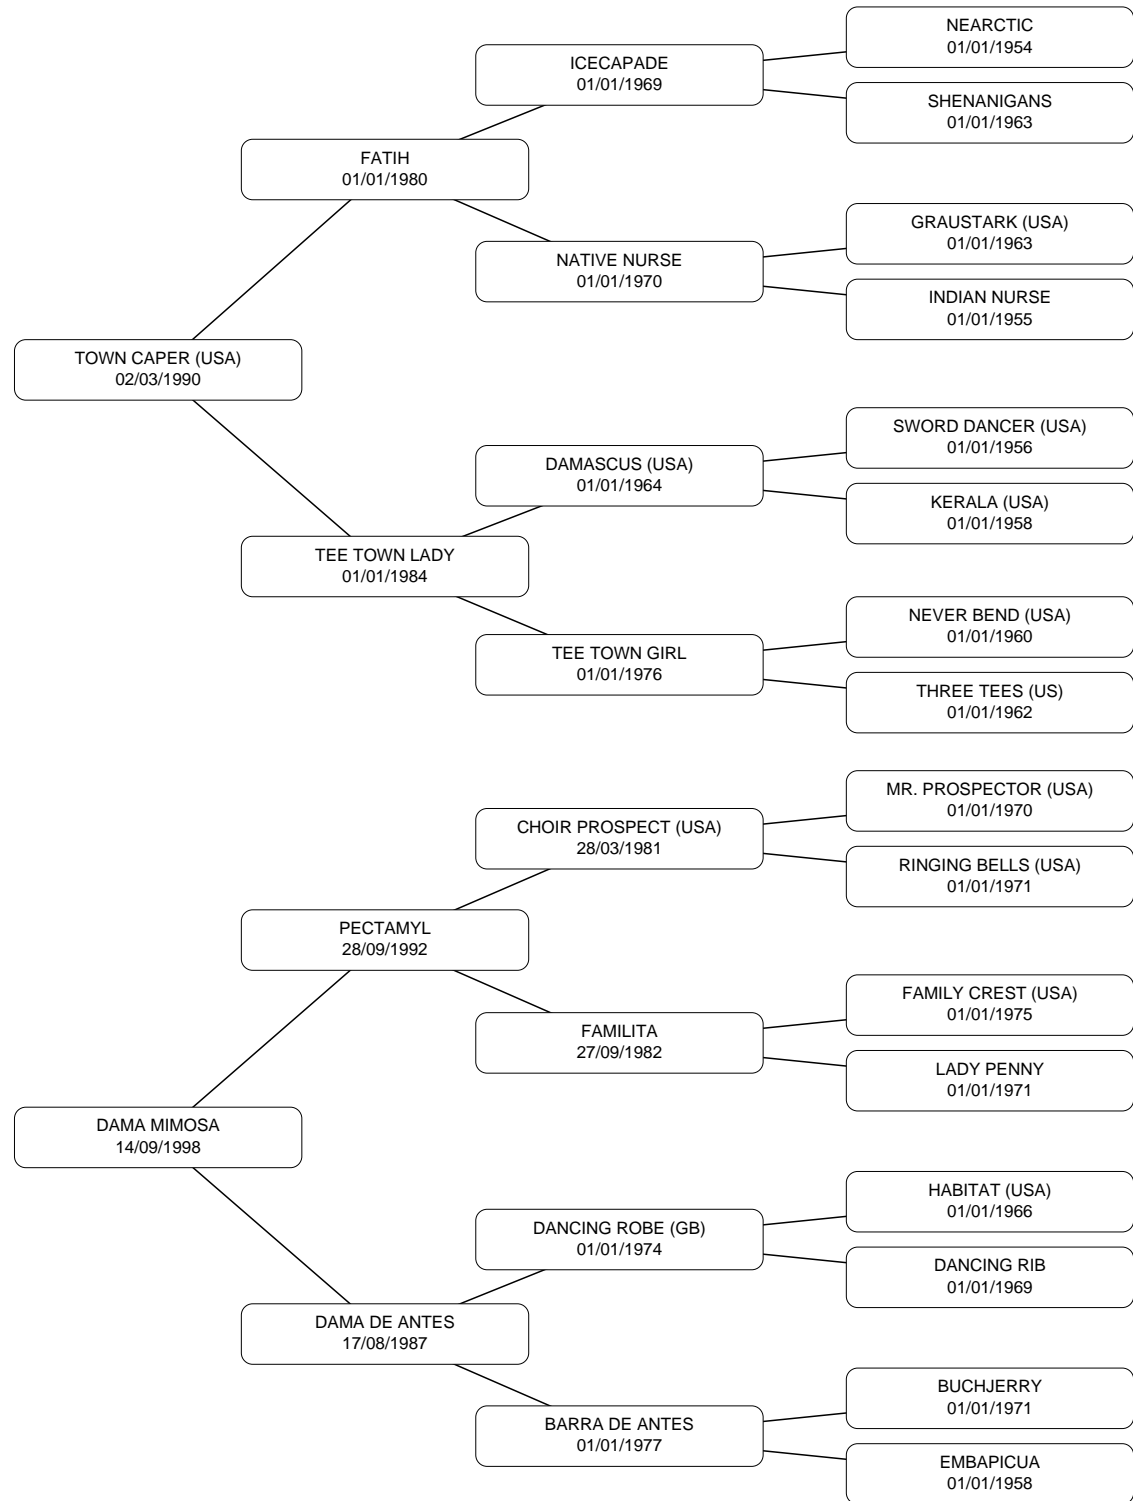 NEARCTIC
01/01/1954
ICECAPADE
01/01/1969
SHENANIGANS
01/01/1963
FATIH
01/01/1980
GRAUSTARK (USA)
01/01/1963
NATIVE NURSE
01/01/1970
INDIAN NURSE
01/01/1955
TOWN CAPER (USA)
02/03/1990
SWORD DANCER (USA)
01/01/1956
DAMASCUS (USA)
01/01/1964
KERALA (USA)
01/01/1958
TEE TOWN LADY
01/01/1984
NEVER BEND (USA)
01/01/1960
TEE TOWN GIRL
01/01/1976
THREE TEES (US)
01/01/1962
MR. PROSPECTOR (USA)
01/01/1970
CHOIR PROSPECT (USA)
28/03/1981
RINGING BELLS (USA)
01/01/1971
PECTAMYL
28/09/1992
FAMILY CREST (USA)
01/01/1975
FAMILITA
27/09/1982
LADY PENNY
01/01/1971
DAMA MIMOSA
14/09/1998
HABITAT (USA)
01/01/1966
DANCING ROBE (GB)
01/01/1974
DANCING RIB
01/01/1969
DAMA DE ANTES
17/08/1987
BUCHJERRY
01/01/1971
BARRA DE ANTES
01/01/1977
EMBAPICUA
01/01/1958